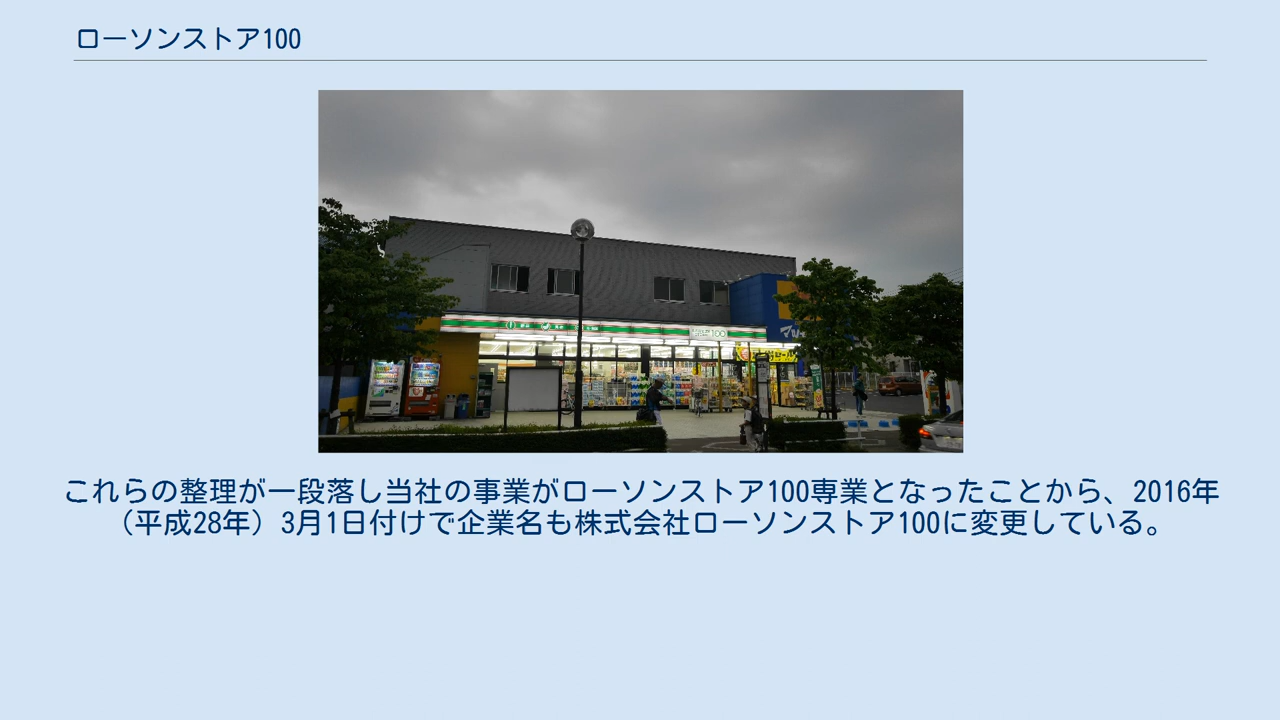 ローソンストア100
100
マツ
これらの整理が一段落し当社の事業がローソンストア100専業となったことから、2016年
（平成28年）3月1日付けで企業名も株式会社ローソンストア100に変更している。